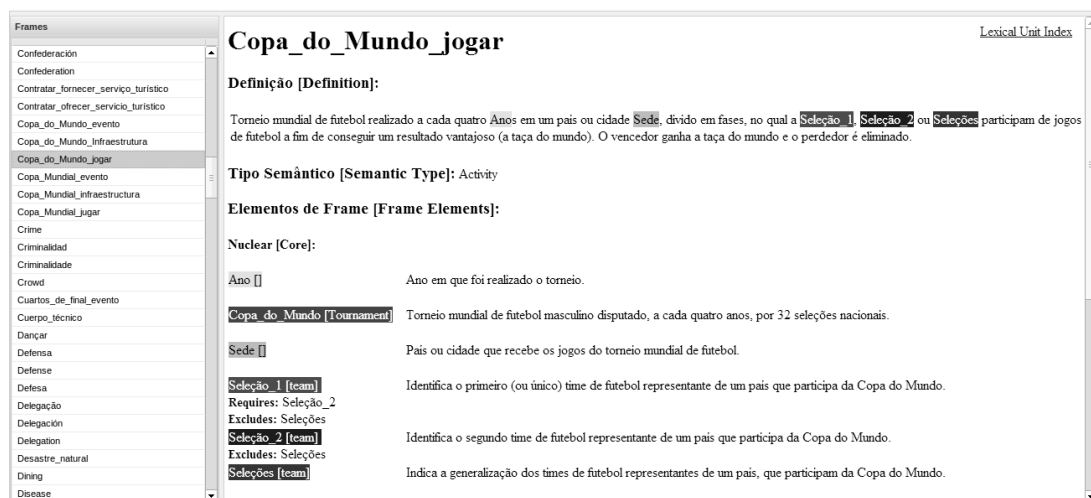 Frames
Confederación
Confederation
Contratar_fornecer_serviço_turístico
Contratar_ofrecer_servicio_turístico
Copa_do_Mundo_evento
Copa_do_Mundo_Infraestrutura
Copa_do_Mundo_jogar
Copa_Mundial_evento
Copa_Mundial_infraestructura
Copa_Mundial_jugar
Crime
Criminalidad
Criminalidade
Crowd
Cuartos_de_final_evento
Cuerpo_técnico
Dançar
Defensa
Defense
Defesa
Delegação
Delegación
Delegation
Desastre_natural
Dining
Disease
Lexical Unit Index
Copa_do_Mundo_jogar
Definição [Definition]:
Torneio mundial de futebol realizado a cada quatro Anos em um pais ou cidade Sede, divido em fases, no qual a Seleção_1, Seleção_2 ou Seleções participam de jogos
de futebol a fim de conseguir um resultado vantajoso (a taça do mundo). O vencedor ganha a taça do mundo e o perdedor é eliminado.
Tipo Semântico [Semantic Type]: Activity
Elementos de Frame [Frame Elements]:
Nuclear [Core]:
Ano [] Ano em que foi realizado o torneio.
Copa_do_Mundo [Tournament] Torneio mundial de futebol masculino disputado, a cada quatro anos, por 32 seleções nacionais.
Sede [] Pais ou cidade que recebe os jogos do torneio mundial de futebol.
Seleção_1 [team] Identifica o primeiro (ou único) time de futebol representante de um pais que participa da Copa do Mundo.
Requires: Seleção_2
Excludes: Seleções
Seleção_2 [team] Identifica o segundo time de futebol representante de um pais que participa da Copa do Mundo.
Excludes: Seleções
Seleções [team] Indica a generalização dos times de futebol representantes de um pais, que participam da Copa do Mundo.